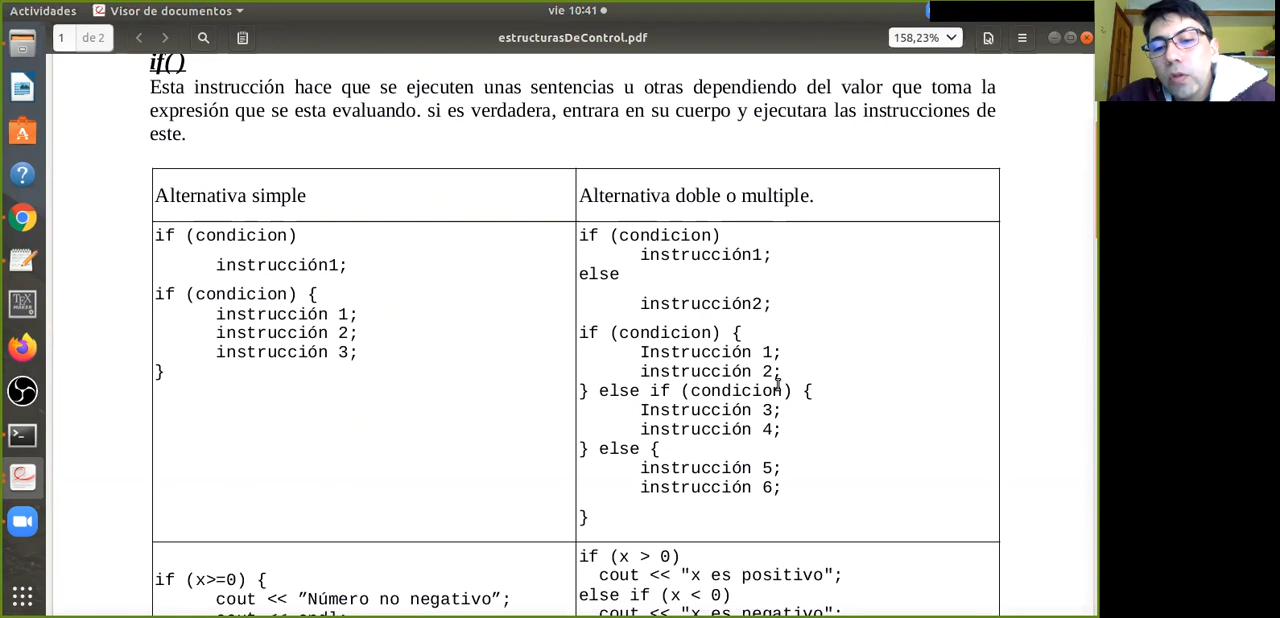 Actividades
Visor de documentos
vie 10:41
1
de 2
estructurasDeControl.pdf
158,23%
if()
Esta instrucción hace que se ejecuten unas sentencias u otras dependiendo del valor que toma la
expresión que se esta evaluando. si es verdadera, entrara en su cuerpo y ejecutara las instrucciones de
este.
Alternativa simple
if (condicion)
instrucción1;
if (condicion) {
instrucción 1;
instrucción 2;
instrucción 3;
}
Alternativa doble o multiple.
if (condicion)
instrucción1;
else
instrucción2;
if (condicion) {
Instrucción 1;
instrucción 2;
} else if (condicion) {
Instrucción 3;
instrucción 4;
} else {
instrucción 5;
instrucción 6;
}
if (x>=0) {
cout << ”Número no negativo”;
cout << endl;
if (x > 0)
cout << "x es positivo";
else if (x < 0)
cout << "x es negativo";